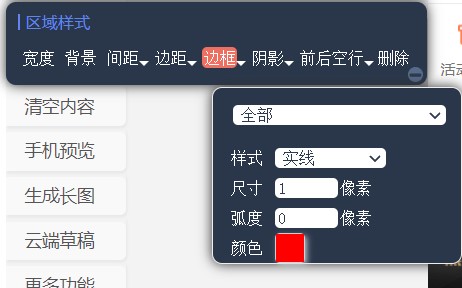 区域样式
宽度 背景 间距 边距 边框 阴影 前后空行 删除
活动
清空内容
全部
手机预览
样式 实线
生成长图
尺寸 1 像素
弧度 0 像素
云端草稿
颜色
更多功能